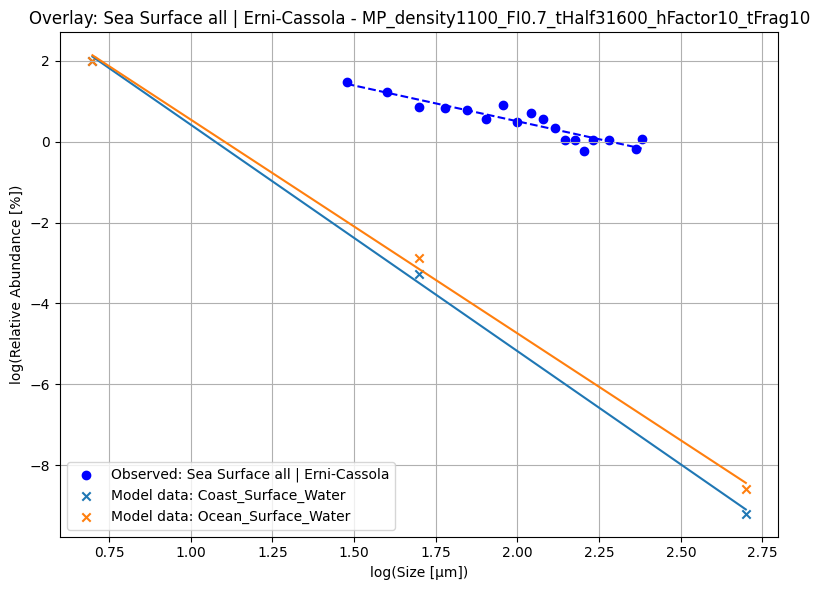 Overlay: Sea Surface all | Erni-Cassola - MP_density1100_FI0.7_tHalf31600_hFactor10_tFrag10
log(Relative Abundance [%])
2
0
−2
−4
−6
−8
Observed: Sea Surface all | Erni-Cassola
Model data: Coast_Surface_Water
Model data: Ocean_Surface_Water
0.75 1.00 1.25 1.50 1.75 2.00 2.25 2.50 2.75
log(Size [µm])